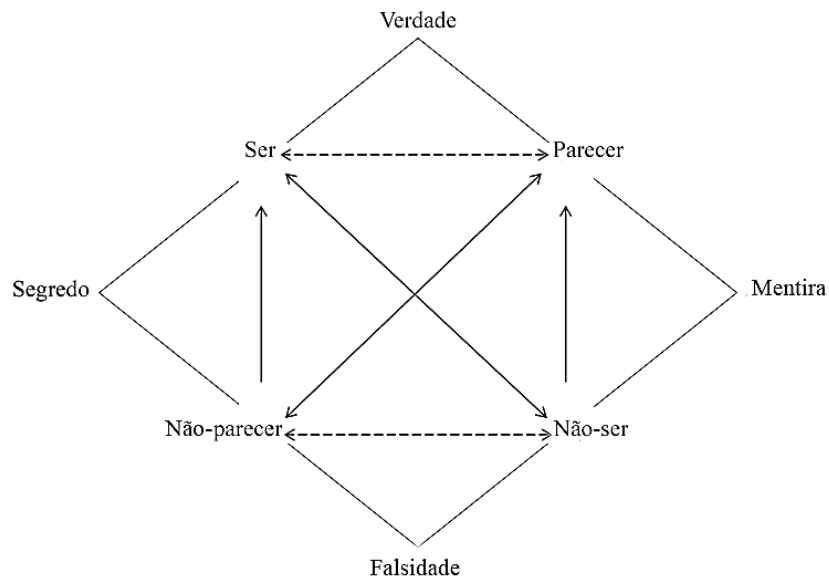 Verdade
Ser
Parecer
Segredo
Mentira
Não-parecer
Não-ser
Falsidade